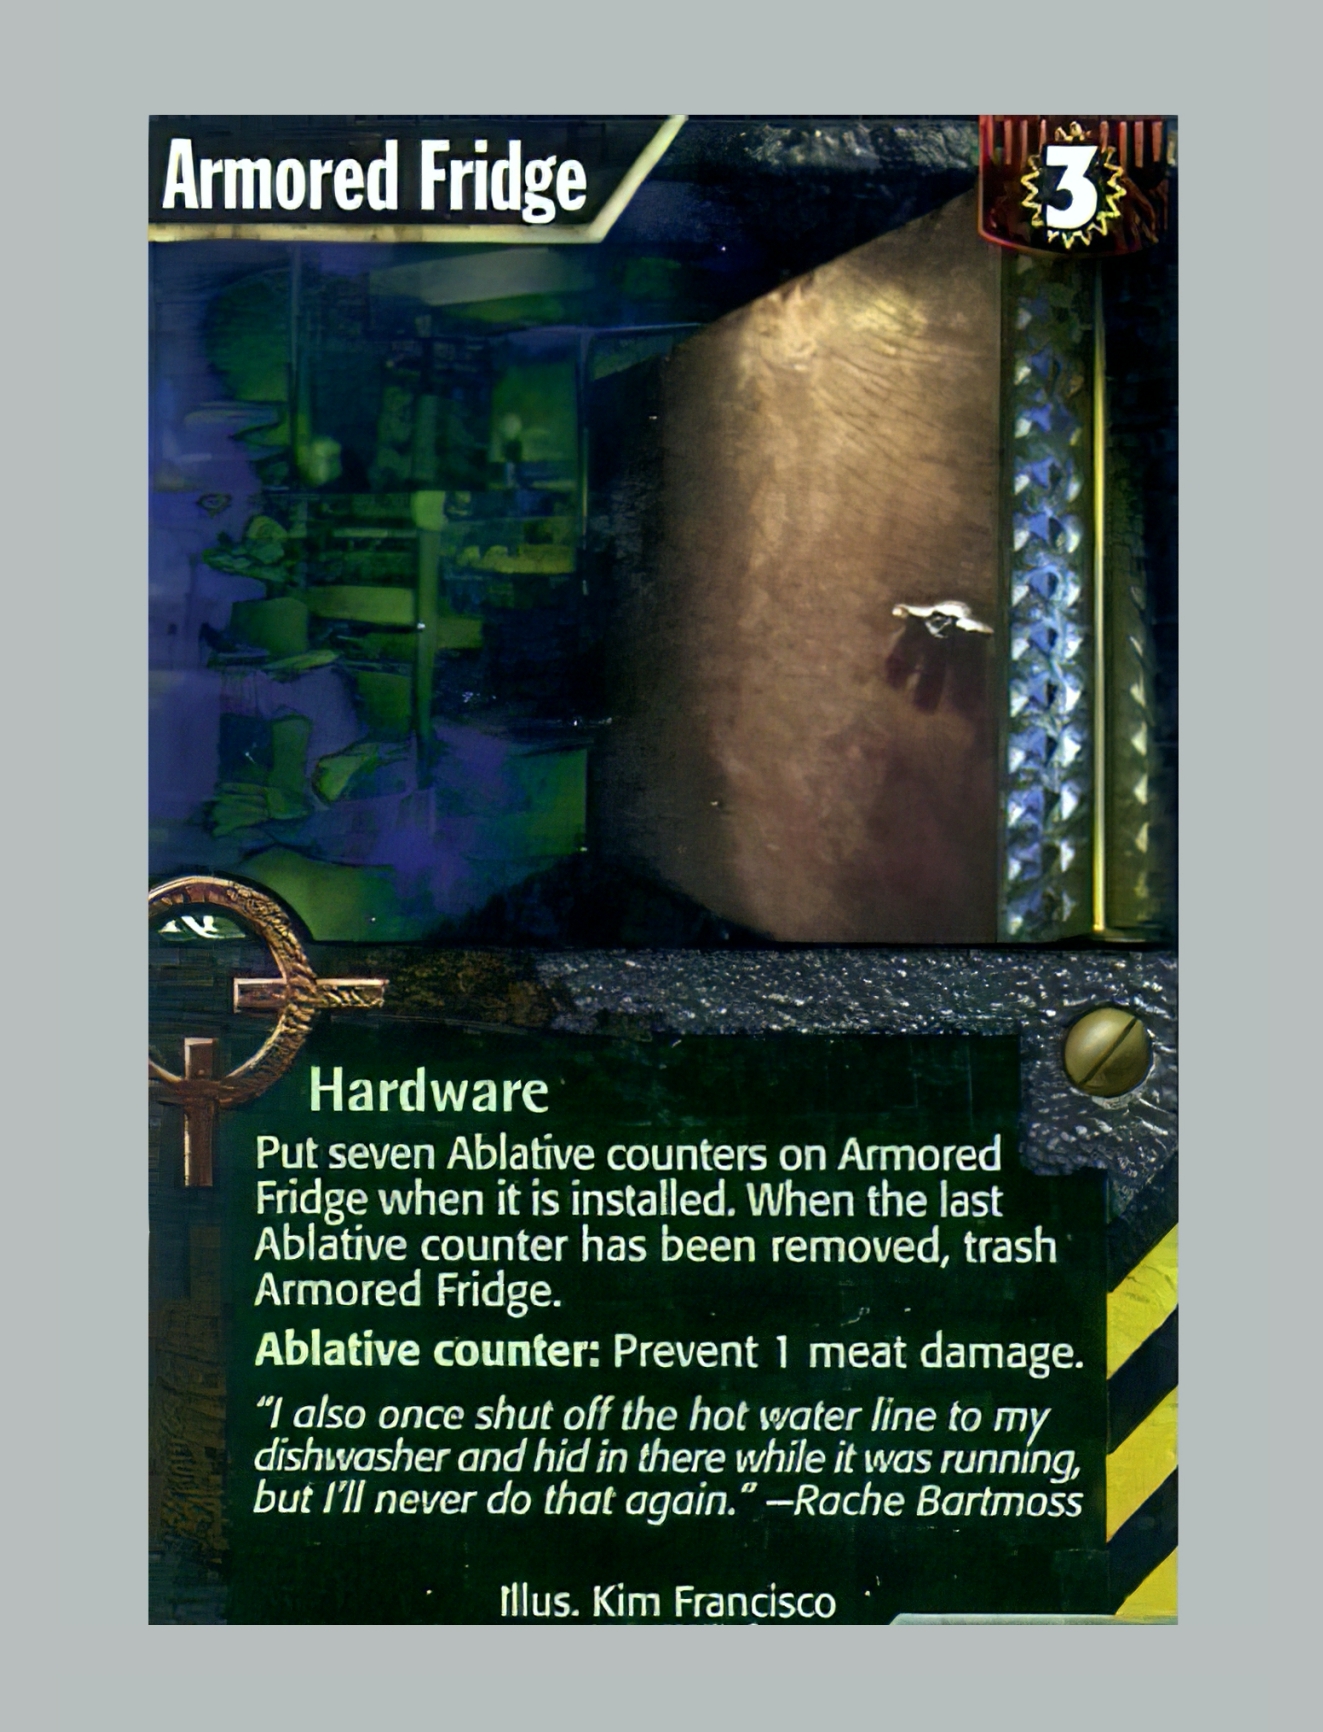 Armored Fridge
3
Hardware
Put seven Ablative counters on Armored
Fridge when it is installed. When the last
Ablative counter has been removed, trash
Armored Fridge.
Ablative counter: Prevent 1 meat damage.
“I also once shut off the hot water line to my
dishwasher and hid in there while it was running,
but I’ll never do that again.” –Rache Bartmoss
Illus. Kim Francisco